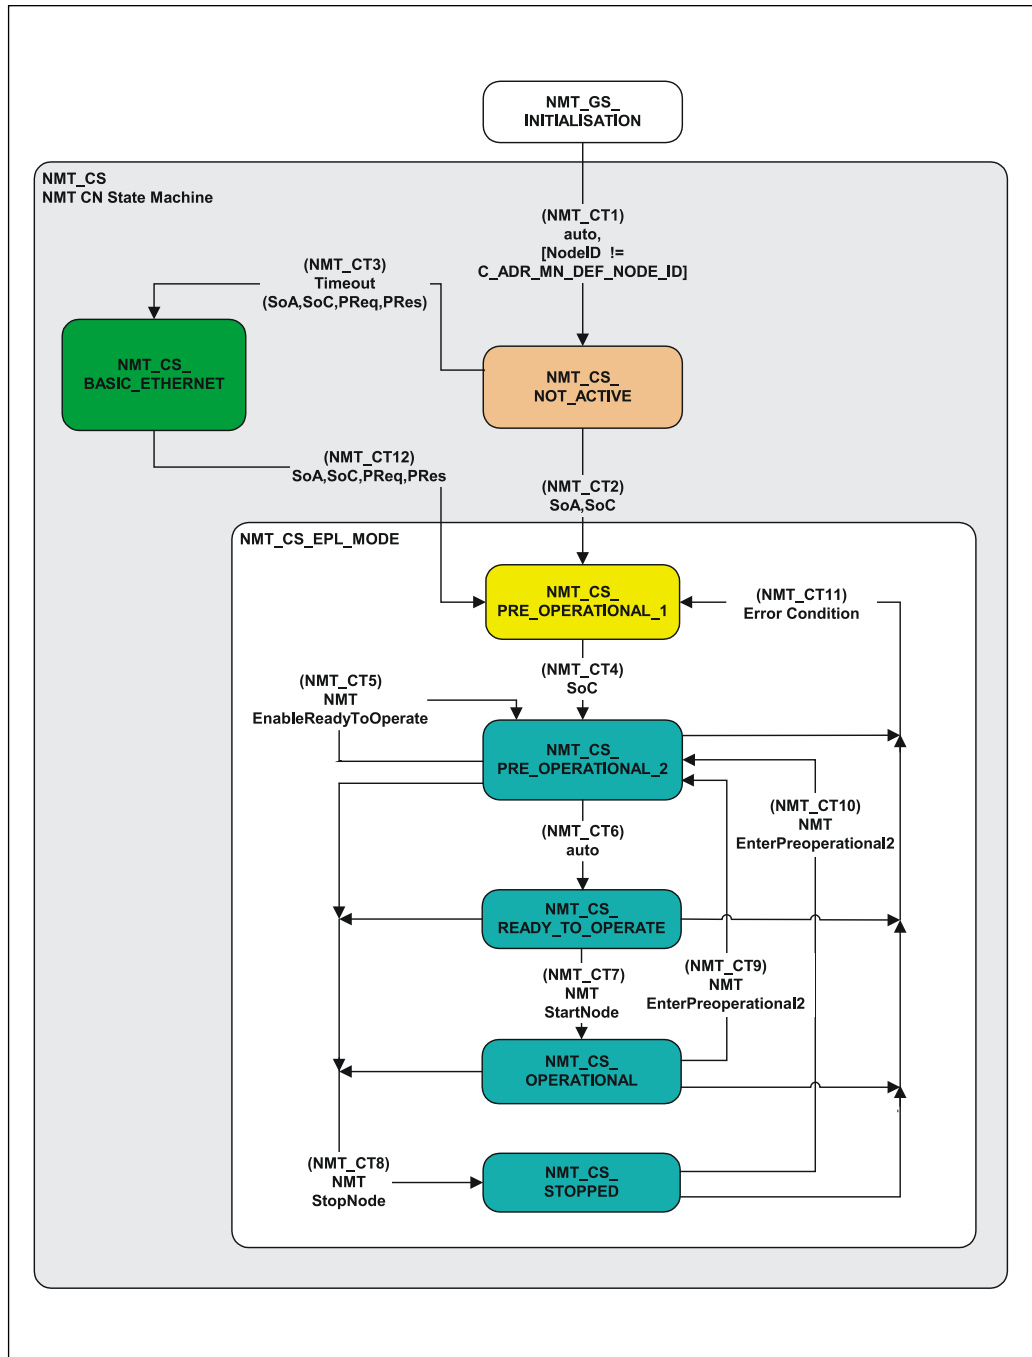 NMT_GS_
INITIALISATION
NMT_CS
NMT CN State Machine
(NMT_CT1)
auto,
[NodeID !=
C_ADR_MN_DEF_NODE_ID]
(NMT_CT3)
Timeout
(SoA,SoC,PReq,PRes)
NMT_CS_
BASIC_ETHERNET
NMT_CS_
NOT_ACTIVE
(NMT_CT12)
SoA,SoC,PReq,PRes
(NMT_CT2)
SoA,SoC
NMT_CS_EPL_MODE
NMT_CS_
PRE_OPERATIONAL_1
(NMT_CT11)
Error Condition
(NMT_CT4)
SoC
(NMT_CT5)
NMT
EnableReadyToOperate
NMT_CS_
PRE_OPERATIONAL_2
(NMT_CT10)
NMT
EnterPreoperational2
(NMT_CT6)
auto
NMT_CS_
READY_TO_OPERATE
(NMT_CT7)
NMT
StartNode
(NMT_CT9)
NMT
EnterPreoperational2
NMT_CS_
OPERATIONAL
(NMT_CT8)
NMT
StopNode
NMT_CS_
STOPPED